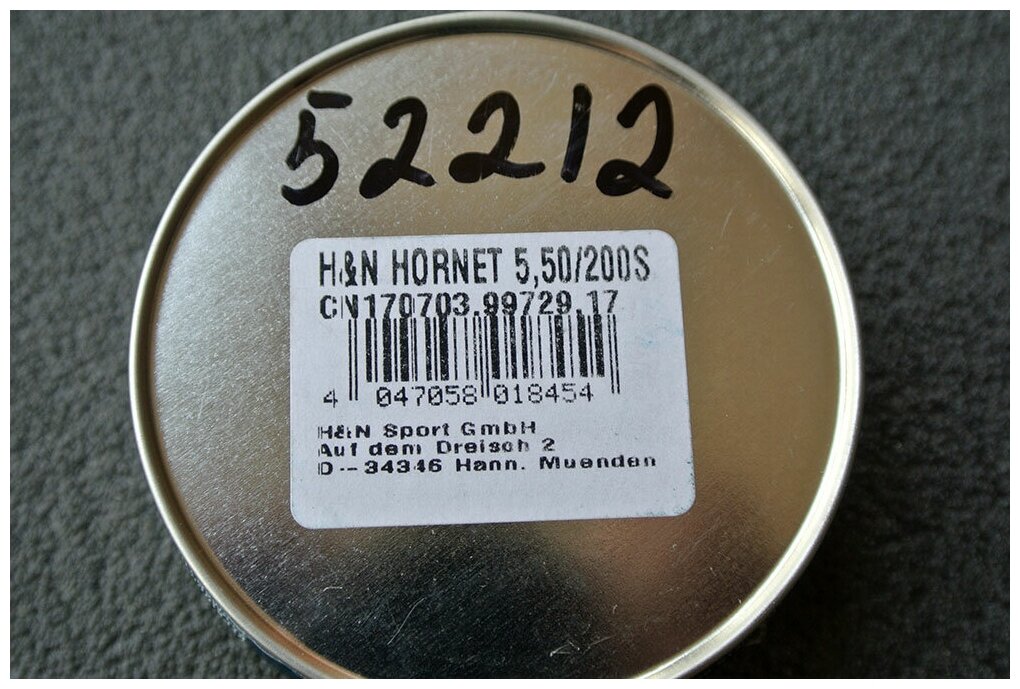 52212
H&N HORNET 5,50/200S
CN170703.99729.17
4 047058 018454
H&N Sport GmbH
Auf dem Dreisch 2
D-34346 Hann. Muenden